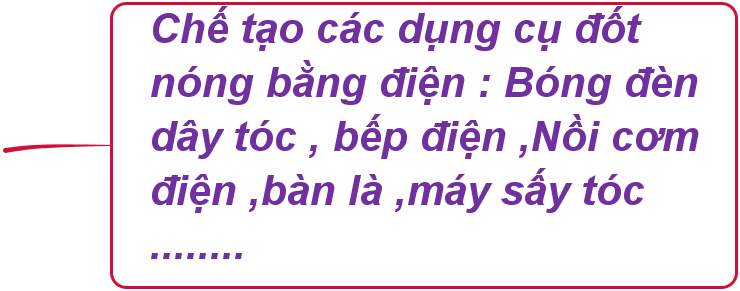 Chế tạo các dụng cụ đốt
nóng bằng điện : Bóng đèn
dây tóc , bếp điện ,Nồi cơm
điện ,bàn là ,máy sấy tóc
........